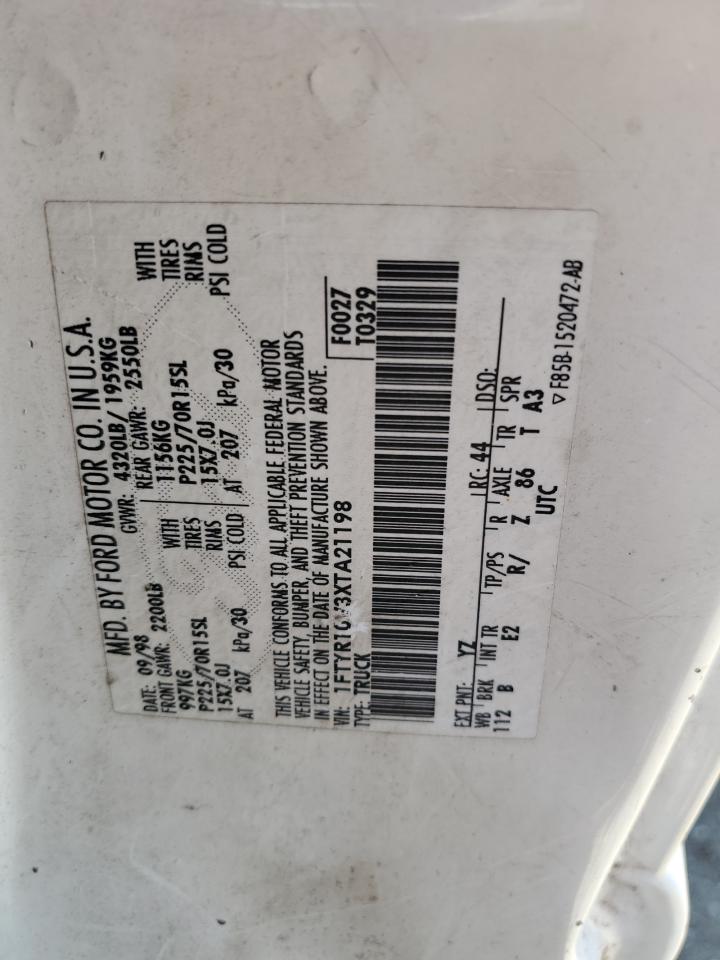 MFD. BY FORD MOTOR CO. IN U.S.A.
DATE: 09/98 GVWR: 4320LB/ 1959KG
FRONT GAWR: 2200LB REAR GAWR: 2550LB
997KG WITH 1156KG WITH
P225/70R15SL TIRES P225/70R15SL TIRES
15X7.0J RIMS 15X7.0J RIMS
AT 207 kPa/30 PSI COLD AT 207 kPa/30 PSI COLD
THIS VEHICLE CONFORMS TO ALL APPLICABLE FEDERAL MOTOR
VEHICLE SAFETY, BUMPER, AND THEFT PREVENTION STANDARDS
IN EFFECT ON THE DATE OF MANUFACTURE SHOWN ABOVE.
VIN: 1FTYR10V3XTA21198 F0027
TYPE: TRUCK T0329
EXT PNT: YZ RC: 44 DSO:
WB BRK INT TR TP/PS R AXLE TR SPR
112 B E2 R/ Z 86 T A3
UTC
▽ F85B-1520472-AB